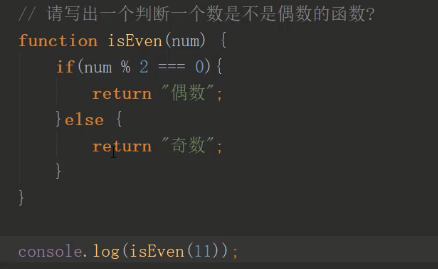 // 请写出一个判断一个数是不是偶数的函数?
function isEven(num) {
    if(num % 2 === 0){
        return "偶数";
    }else {
        return "奇数";
    }
}
console.log(isEven(11));